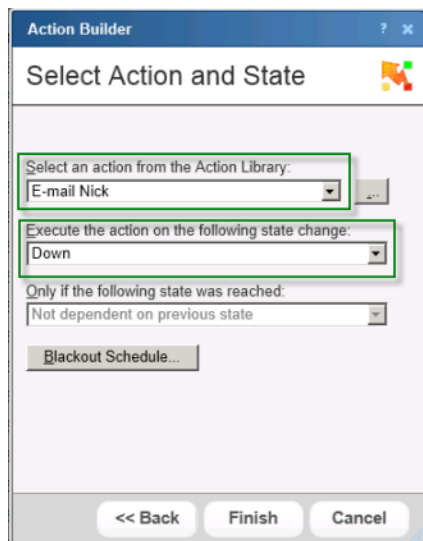 Action Builder ? ×
Select Action and State
Select an action from the Action Library:
E-mail Nick ...
Execute the action on the following state change:
Down
Only if the following state was reached:
Not dependent on previous state
Blackout Schedule...
<< Back Finish Cancel